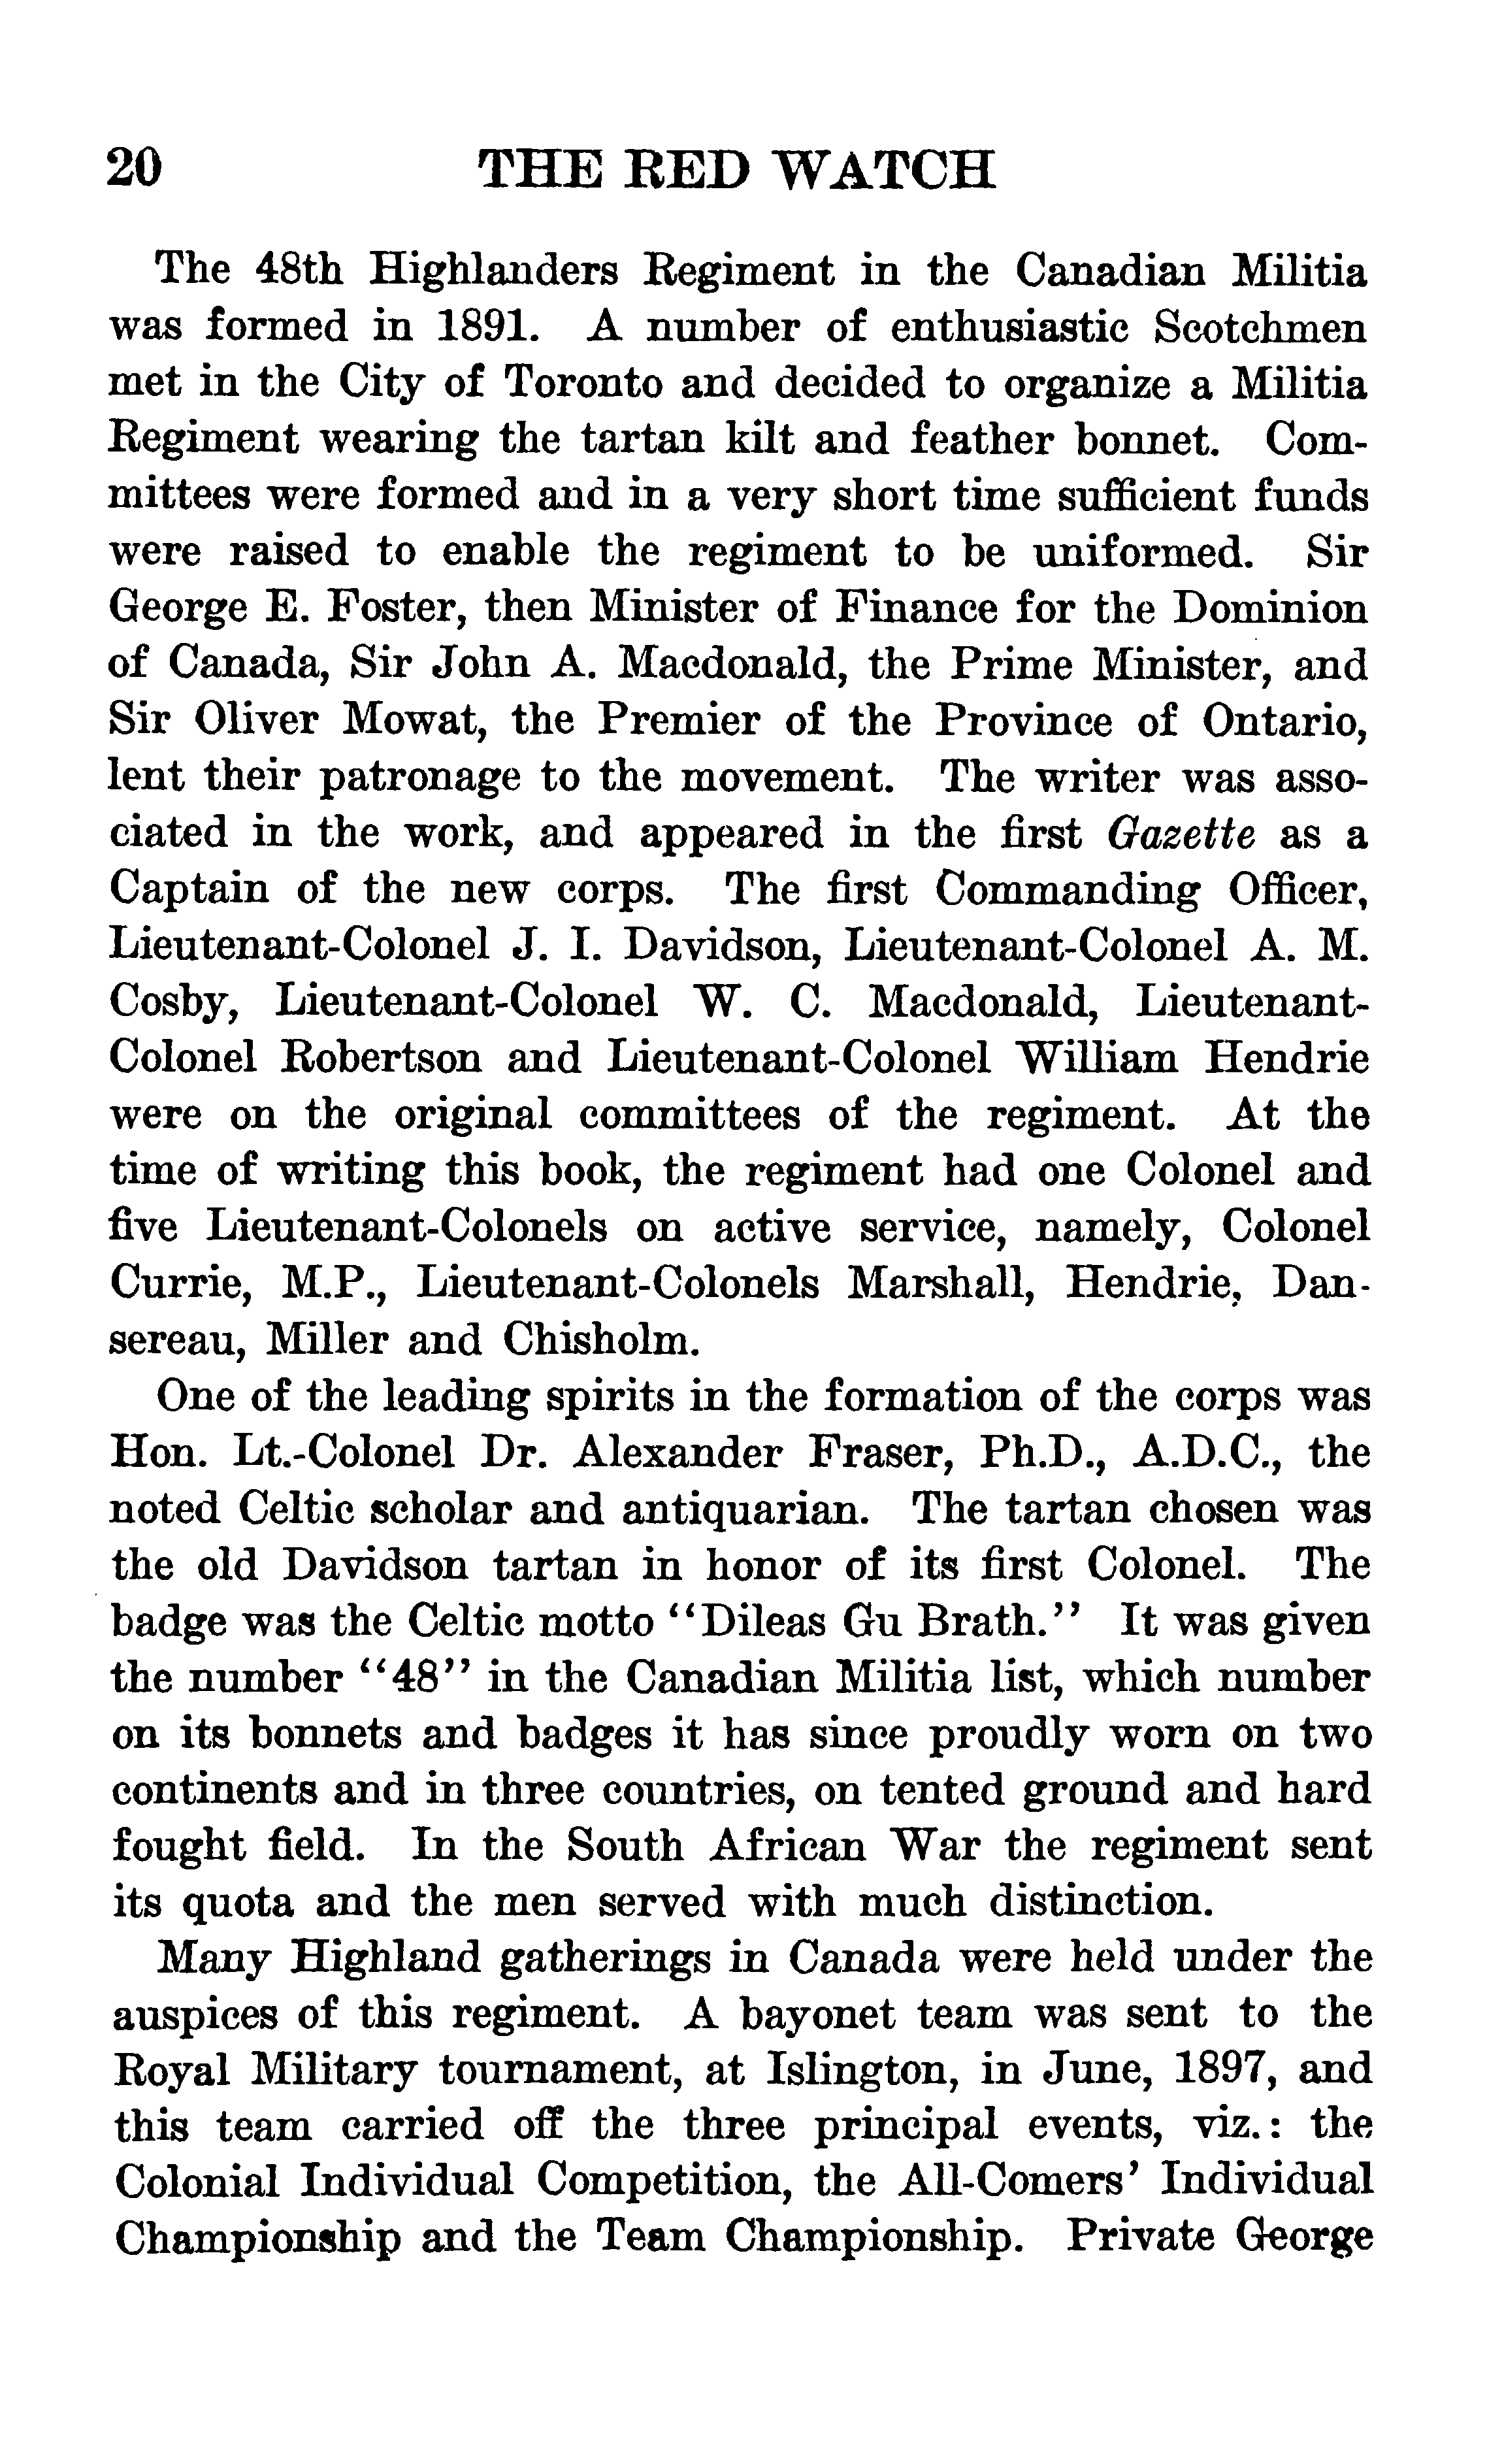 20 THE RED WATCH
The 48th Highlanders Regiment in the Canadian Militia
was formed in 1891. A number of enthusiastic Scotchmen
met in the City of Toronto and decided to organize a Militia
Regiment wearing the tartan kilt and feather bonnet. Com-
mittees were formed and in a very short time sufficient funds
were raised to enable the regiment to be uniformed. Sir
George E. Foster, then Minister of Finance for the Dominion
of Canada, Sir John A. Macdonald, the Prime Minister, and
Sir Oliver Mowat, the Premier of the Province of Ontario,
lent their patronage to the movement. The writer was asso-
ciated in the work, and appeared in the first Gazette as a
Captain of the new corps. The first Commanding Officer,
Lieutenant-Colonel J. I. Davidson, Lieutenant-Colonel A. M.
Cosby, Lieutenant-Colonel W. C. Macdonald, Lieutenant-
Colonel Robertson and Lieutenant-Colonel William Hendrie
were on the original committees of the regiment. At the
time of writing this book, the regiment had one Colonel and
five Lieutenant-Colonels on active service, namely, Colonel
Currie, M.P., Lieutenant-Colonels Marshall, Hendrie, Dan-
sereau, Miller and Chisholm.
One of the leading spirits in the formation of the corps was
Hon. Lt.-Colonel Dr. Alexander Fraser, Ph.D., A.D.C., the
noted Celtic scholar and antiquarian. The tartan chosen was
the old Davidson tartan in honor of its first Colonel. The
badge was the Celtic motto "Dileas Gu Brath." It was given
the number "48" in the Canadian Militia list, which number
on its bonnets and badges it has since proudly worn on two
continents and in three countries, on tented ground and hard
fought field. In the South African War the regiment sent
its quota and the men served with much distinction.
Many Highland gatherings in Canada were held under the
auspices of this regiment. A bayonet team was sent to the
Royal Military tournament, at Islington, in June, 1897, and
this team carried off the three principal events, viz.: the
Colonial Individual Competition, the All-Comers' Individual
Championship and the Team Championship. Private George